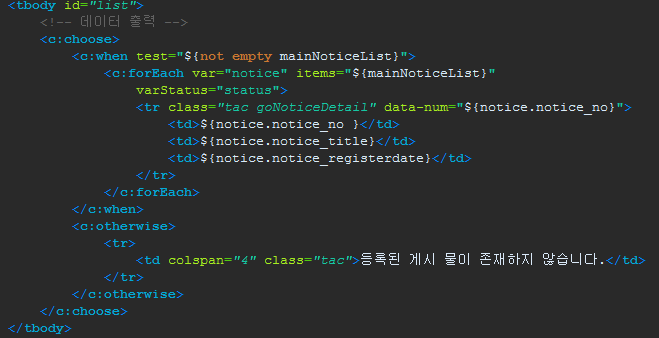 <tbody id="list">
<!-- 데이터 출력 -->
<c:choose>
<c:when test="${not empty mainNoticeList}">
<c:forEach var="notice" items="${mainNoticeList}"
varStatus="status">
<tr class="tac goNoticeDetail" data-num="${notice.notice_no}">
<td>${notice.notice_no }</td>
<td>${notice.notice_title}</td>
<td>${notice.notice_registerdate}</td>
</tr>
</c:forEach>
</c:when>
<c:otherwise>
<tr>
<td colspan="4" class="tac">등록된 게시 물이 존재하지 않습니다.</td>
</tr>
</c:otherwise>
</c:choose>
</tbody>